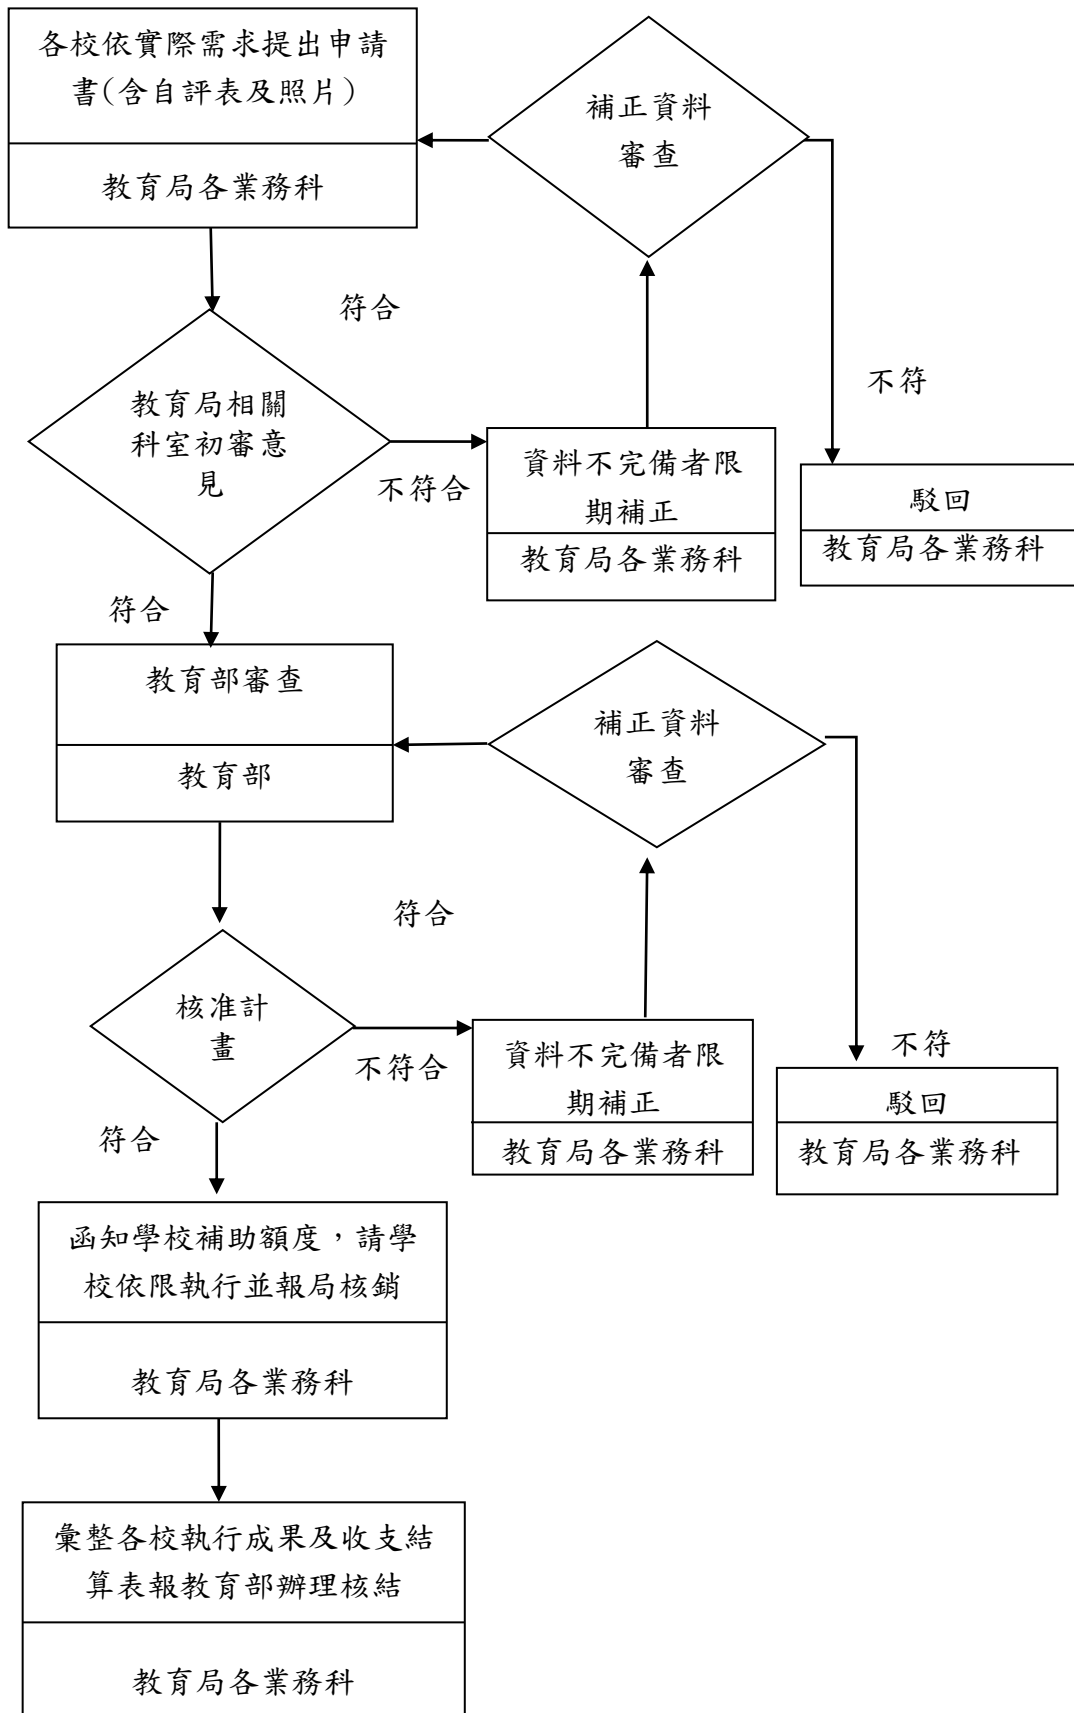 各校依實際需求提出申請
書(含自評表及照片)
教育局各業務科
補正資料
審查
符合
不符
教育局相關
科室初審意
見
不符合
資料不完備者限
期補正
教育局各業務科
駁回
教育局各業務科
符合
教育部審查
教育部
補正資料
審查
符合
核准計
畫
不符合
資料不完備者限
期補正
教育局各業務科
不符
駁回
教育局各業務科
符合
函知學校補助額度，請學
校依限執行並報局核銷
教育局各業務科
彙整各校執行成果及收支結
算表報教育部辦理核結
教育局各業務科